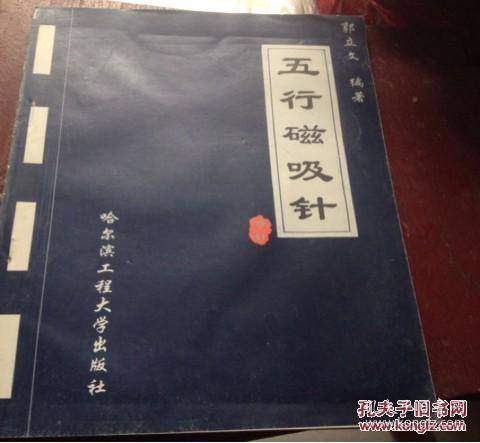 郭立文 编著
五行磁吸针
哈尔滨工程大学出版社
孔夫子旧书网